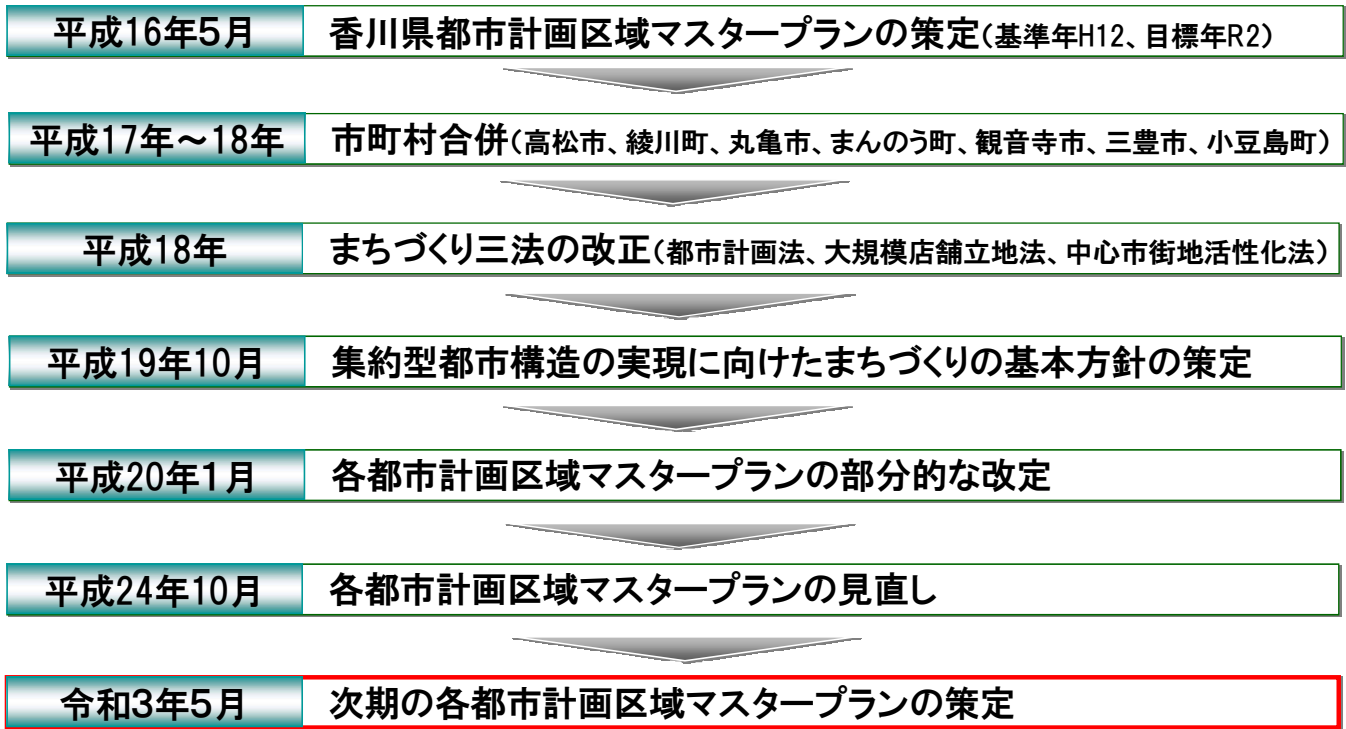 平成16年5月 香川県都市計画区域マスタープランの策定(基準年H12、目標年R2)
平成17年～18年 市町村合併(高松市、綾川町、丸亀市、まんのう町、観音寺市、三豊市、小豆島町)
平成18年 まちづくり三法の改正(都市計画法、大規模店舗立地法、中心市街地活性化法)
平成19年10月 集約型都市構造の実現に向けたまちづくりの基本方針の策定
平成20年1月 各都市計画区域マスタープランの部分的な改定
平成24年10月 各都市計画区域マスタープランの見直し
令和3年5月 次期の各都市計画区域マスタープランの策定